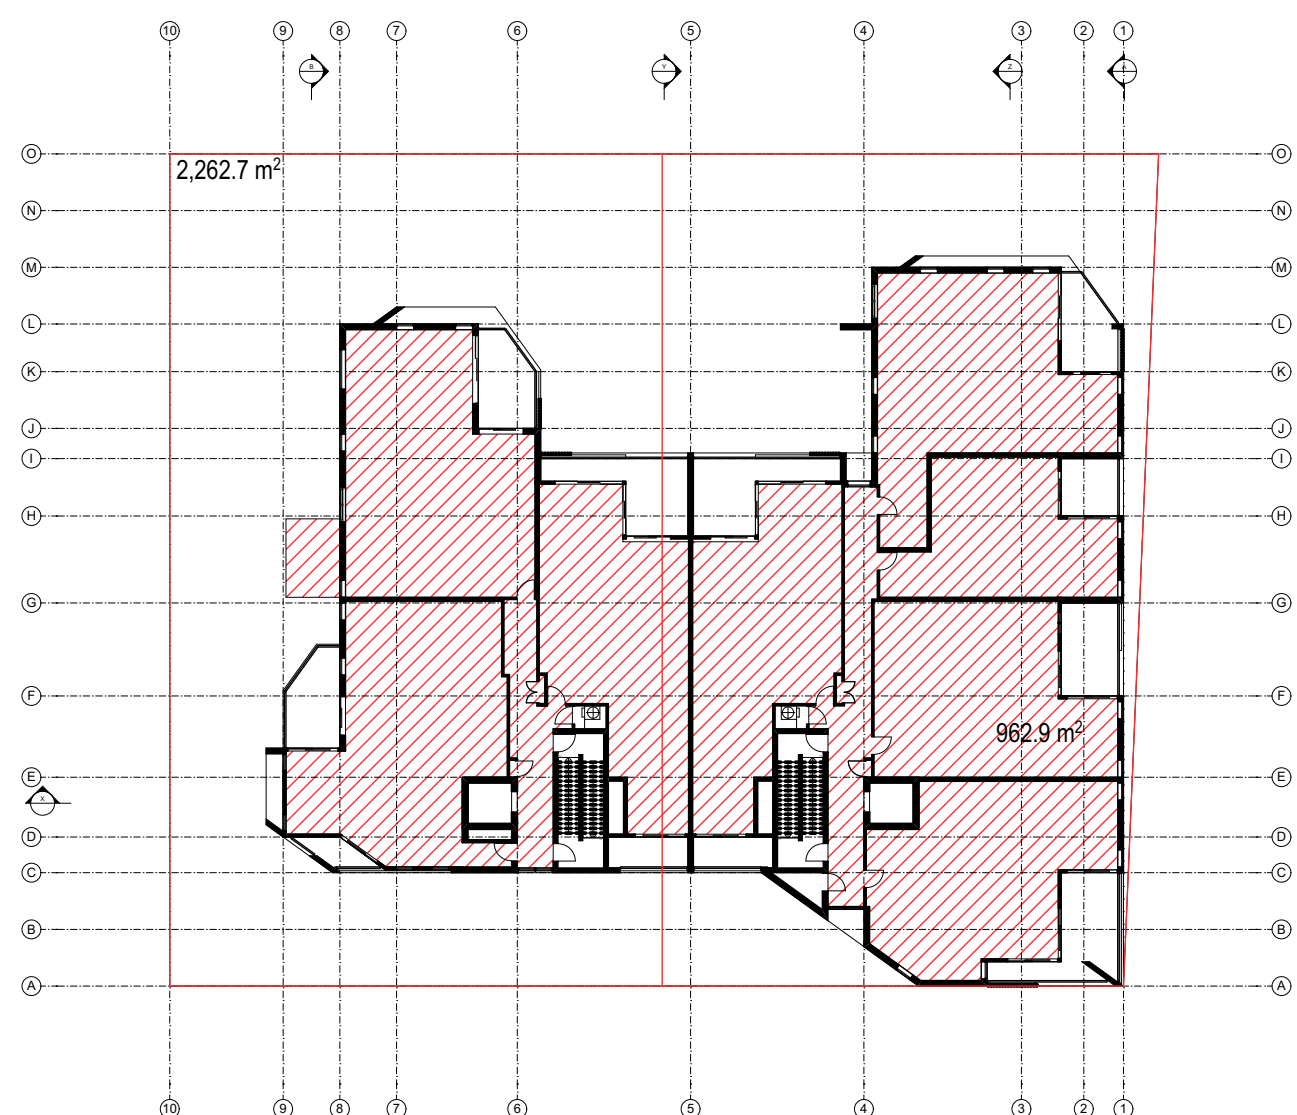 10 9 8 7 6 5 4 3 2 1
B Y Z A
O O
2,262.7 m²
N N
M M
L L
K K
J J
I I
H H
G G
F F
962.9 m²
E E
X
D D
C C
B B
A A
10 9 8 7 6 5 4 3 2 1